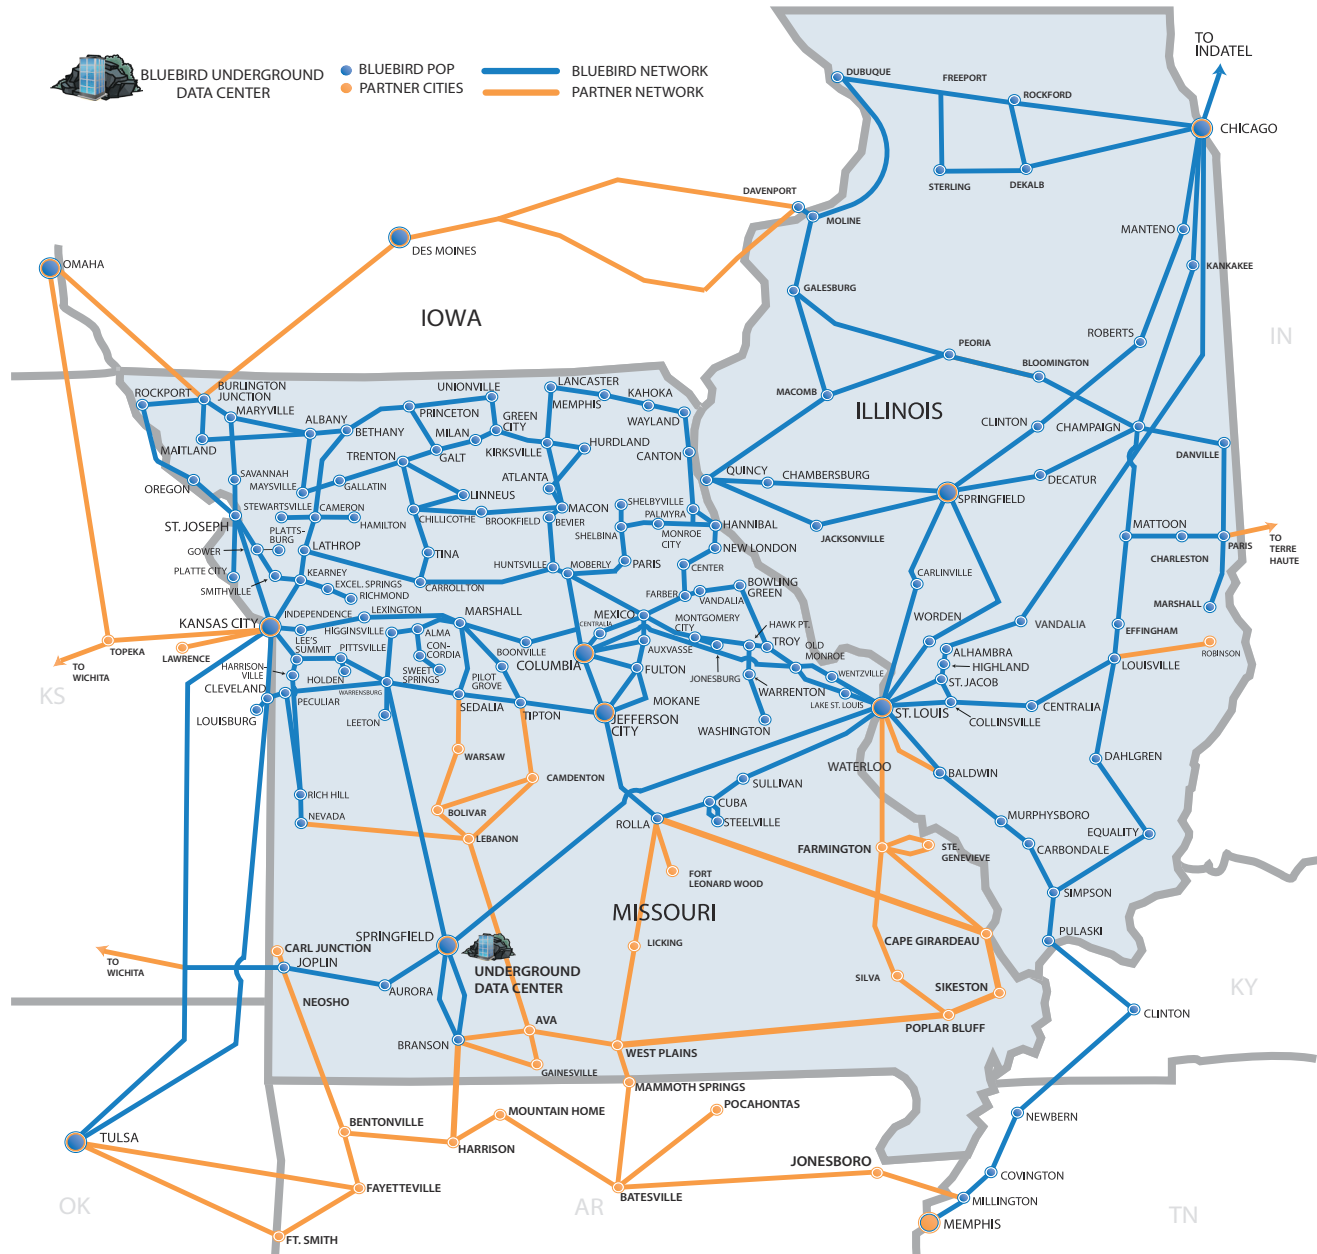 TO
INDATEL
BLUEBIRD UNDERGROUND
DATA CENTER
BLUEBIRD POP
PARTNER CITIES
BLUEBIRD NETWORK
PARTNER NETWORK
DUBUQUE
FREEPORT
ROCKFORD
CHICAGO
STERLING
DEKALB
DAVENPORT
MOLINE
MANTENO
DES MOINES
OMAHA
KANKAKEE
GALESBURG
IOWA
ROBERTS
IN
PEORIA
BLOOMINGTON
ROCKPORT
BURLINGTON
JUNCTION
MARYVILLE
UNIONVILLE
LANCASTER
MEMPHIS
KAHOKA
WAYLAND
MACOMB
ILLINOIS
ALBANY
BETHANY
PRINCETON
GREEN
CITY
MILAN
GALT
KIRKSVILLE
HURDLAND
CANTON
CLINTON
CHAMPAIGN
MAITLAND
TRENTON
DANVILLE
OREGON
SAVANNAH
MAYSVILLE
GALLATIN
LINNEUS
ATLANTA
QUINCY
CHAMBERSBURG
DECATUR
SPRINGFIELD
STEWARTSVILLE
CAMERON
HAMILTON
CHILLICOTHE
BROOKFIELD
MACON
BEVIER
SHELBYVILLE
PALMYRA
SHELBINA
MONROE
CITY
HANNIBAL
JACKSONVILLE
MATTOON
CHARLESTON
PARIS
TO
TERRE
HAUTE
ST. JOSEPH
PLATTS-
BURG
GOWER
LATHROP
TINA
NEW LONDON
PLATTE CITY
SMITHVILLE
KEARNEY
EXCEL. SPRINGS
RICHMOND
CARROLLTON
HUNTSVILLE
MOBERLY
PARIS
CENTER
CARLINVILLE
MARSHALL
FARBER
VANDALIA
BOWLING
GREEN
KANSAS CITY
INDEPENDENCE
LEXINGTON
MARSHALL
MEXICO
CENTRALIA
MONTGOMERY
CITY
HAWK PT.
WORDEN
VANDALIA
EFFINGHAM
TOPEKA
LAWRENCE
TO
WICHITA
LEE'S
SUMMIT
HIGGINSVILLE
ALMA
CON-
CORDIA
BOONVILLE
COLUMBIA
AUXVASSE
TROY
OLD
MONROE
ALHAMBRA
HIGHLAND
ST. JACOB
LOUISVILLE
ROBINSON
HARRISON-
VILLE
PITTSVILLE
HOLDEN
SWEET
SPRINGS
PILOT
GROVE
FULTON
JONESBURG
WARRENTON
WENTZVILLE
LAKE ST. LOUIS
KS
CLEVELAND
PECULIAR
WARRENSBURG
LOUISBURG
LEETON
SEDALIA
TIPTON
MOKANE
JEFFERSON
CITY
WASHINGTON
ST. LOUIS
COLLINSVILLE
CENTRALIA
WARSAW
CAMDENTON
WATERLOO
DAHLGREN
SULLIVAN
BALDWIN
RICH HILL
BOLIVAR
CUBA
STEELVILLE
ROLLA
MURPHYSBORO
NEVADA
LEBANON
EQUALITY
FARMINGTON
STE.
GENEVIEVE
CARBONDALE
FORT
LEONARD WOOD
SIMPSON
MISSOURI
SPRINGFIELD
PULASKI
CARL JUNCTION
JOPLIN
LICKING
CAPE GIRARDEAU
TO
WICHITA
UNDERGROUND
DATA CENTER
SILVA
SIKESTON
KY
AURORA
NEOSHO
CLINTON
AVA
POPLAR BLUFF
BRANSON
WEST PLAINS
GAINESVILLE
MAMMOTH SPRINGS
MOUNTAIN HOME
POCAHONTAS
BENTONVILLE
NEWBERN
TULSA
HARRISON
JONESBORO
COVINGTON
FAYETTEVILLE
BATESVILLE
MILLINGTON
OK
AR
TN
MEMPHIS
FT. SMITH